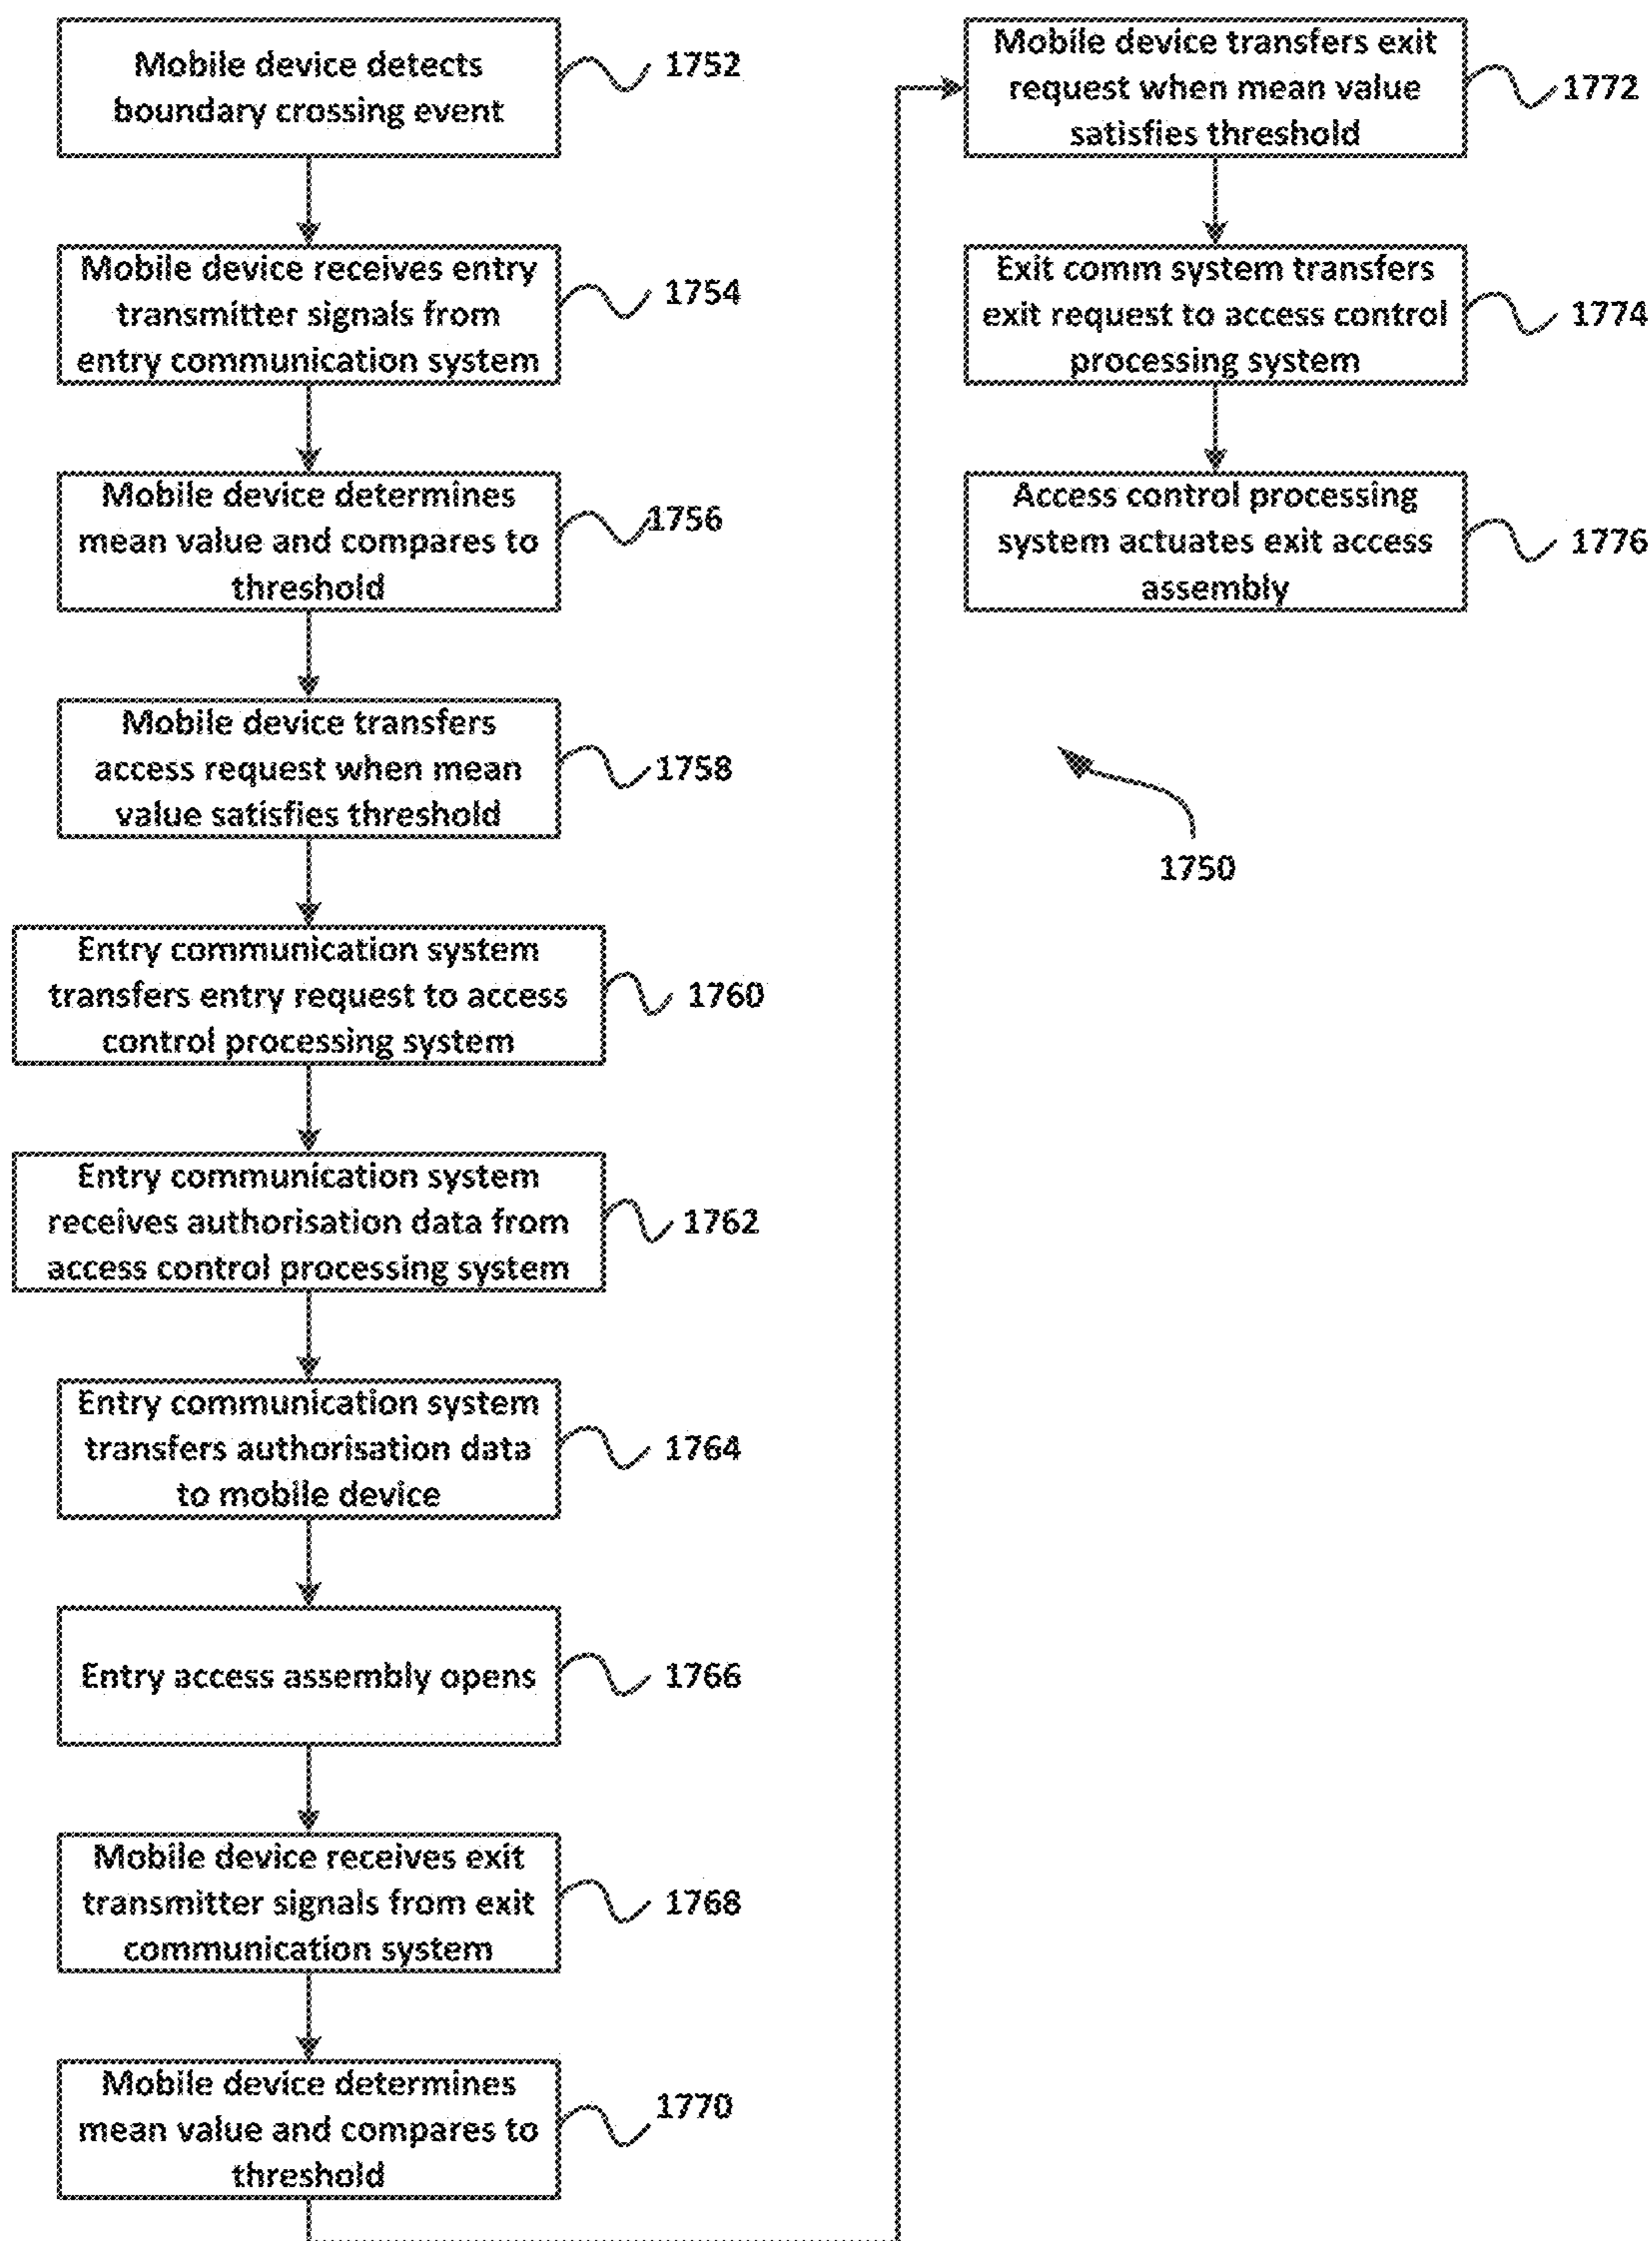 Mobile device detects
boundary crossing event
1752
Mobile device receives entry
transmitter signals from
entry communication system
1754
Mobile device determines
mean value and compares to
threshold
1756
Mobile device transfers
access request when mean
value satisfies threshold
1758
Entry communication system
transfers entry request to access
control processing system
1760
Entry communication system
receives authorisation data from
access control processing system
1762
Entry communication system
transfers authorisation data
to mobile device
1764
Entry access assembly opens
1766
Mobile device receives exit
transmitter signals from exit
communication system
1768
Mobile device determines
mean value and compares to
threshold
1770
Mobile device transfers exit
request when mean value
satisfies threshold
1772
Exit comm system transfers
exit request to access control
processing system
1774
Access control processing
system actuates exit access
assembly
1776
1750